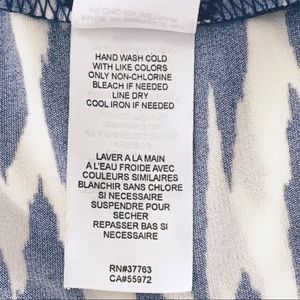 HAND WASH COLD
WITH LIKE COLORS
ONLY NON-CHLORINE
BLEACH IF NEEDED
LINE DRY
COOL IRON IF NEEDED
LAVER A LA MAIN
A L'EAU FROIDE AVEC
COULEURS SIMILAIRES
BLANCHIR SANS CHLORE
SI NECESSAIRE
SUSPENDRE POUR
SECHER
REPASSER BAS SI
NECESSAIRE
RN#37763
CA#55972